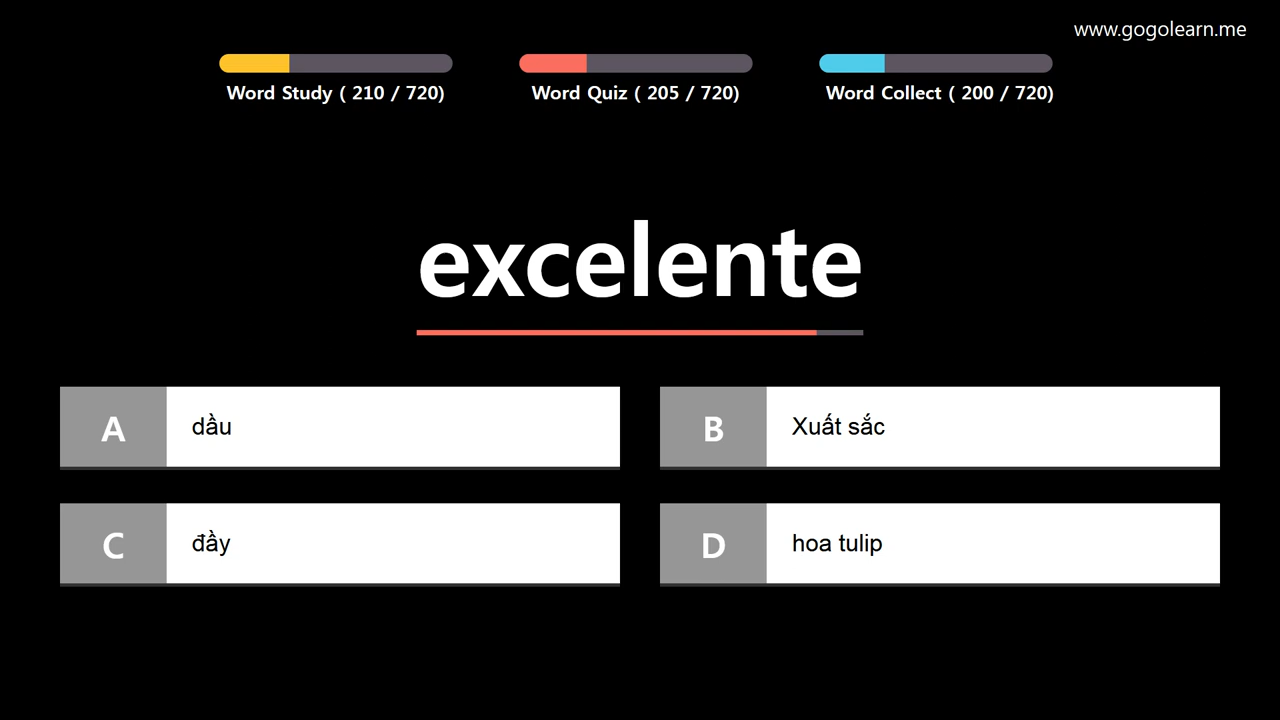 www.gogolearn.me
Word Study ( 210 / 720)
Word Quiz ( 205 / 720)
Word Collect ( 200 / 720)
excelente
A dầu
B Xuất sắc
C đầy
D hoa tulip